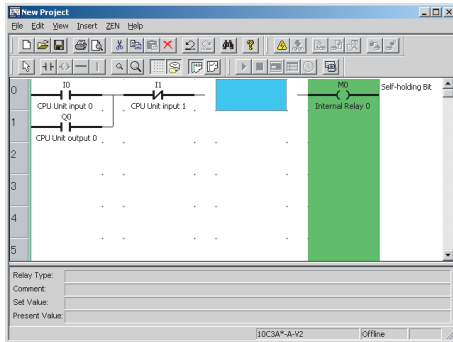 New Project
File Edit View Insert ZEN Help
0
I0
I1
M0
Self-holding Bit
CPU Unit input 0
CPU Unit input 1
Internal Relay 0
1
Q0
CPU Unit output 0
2
3
4
5
Relay Type:
Comment:
Set Value:
Present Value:
10C3A*-A-V2
Offline